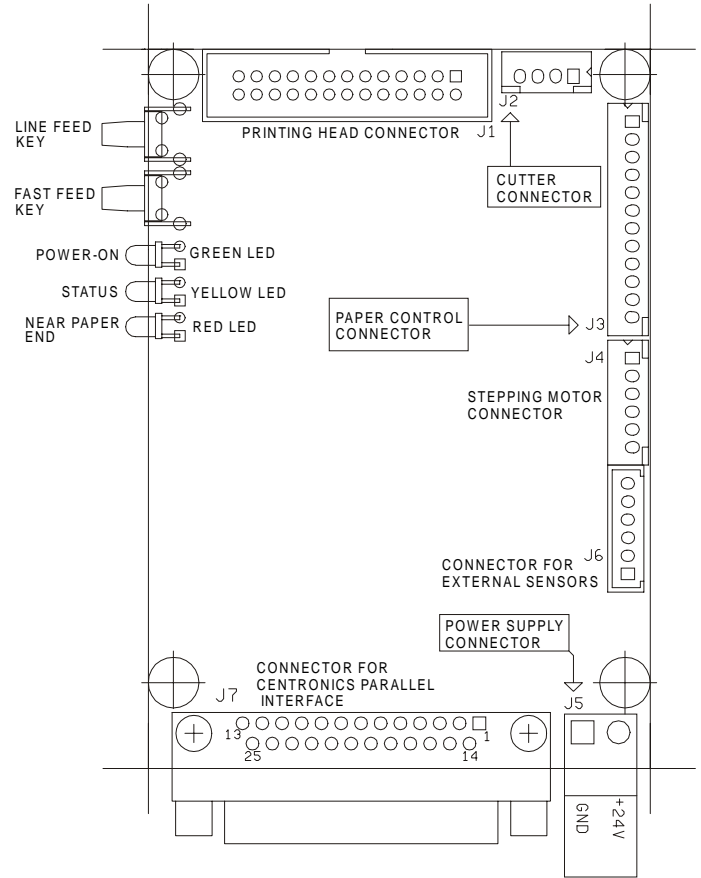 J2
LINE FEED
KEY
PRINTING HEAD CONNECTOR
J1
CUTTER
CONNECTOR
FAST FEED
KEY
POWER-ON
GREEN LED
STATUS
YELLOW LED
NEAR PAPER
END
RED LED
PAPER CONTROL
CONNECTOR
J3
J4
STEPPING MOTOR
CONNECTOR
J6
CONNECTOR FOR
EXTERNAL SENSORS
POWER SUPPLY
CONNECTOR
J7
CONNECTOR FOR
CENTRONICS PARALLEL
INTERFACE
J5
13
1
25
14
GND
+24V